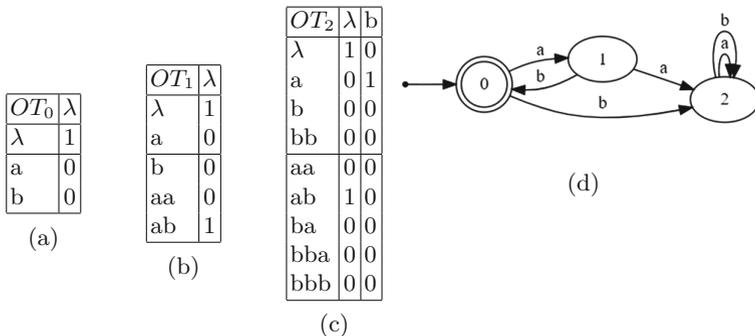 OT0 λ
λ 1
a 0
b 0
(a)
OT1 λ
λ 1
a 0
b 0
aa 0
ab 1
(b)
OT2 λ b
λ 1 0
a 0 1
b 0 0
bb 0 0
aa 0 0
ab 1 0
ba 0 0
bba 0 0
bbb 0 0
(c)
0
a
b
b
1
a
b
a
2
(d)